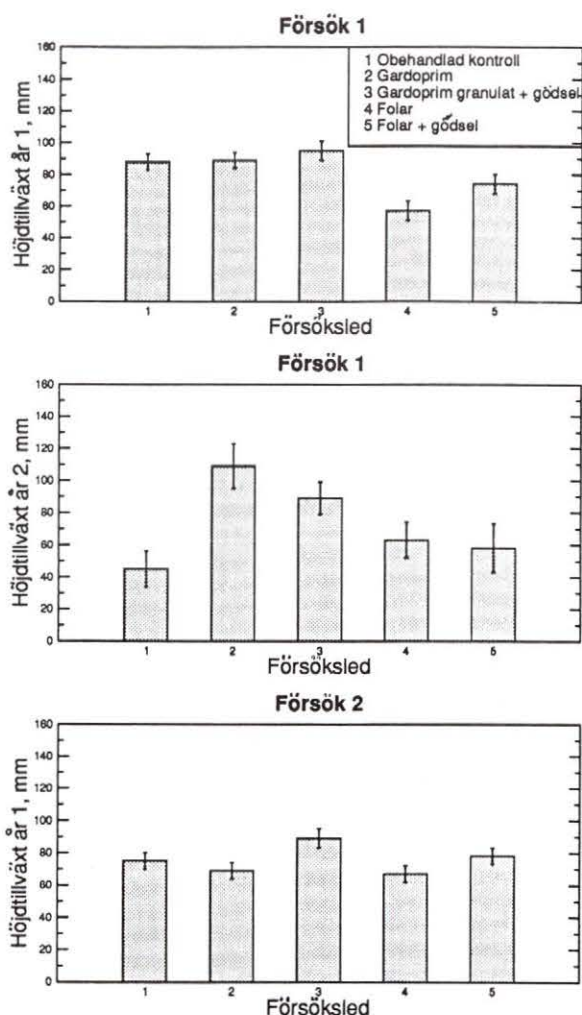 Försök 1
Höjdtillväxt år 1, mm
160
140
120
100
80
60
40
20
0
1 Obehandlad kontroll
2 Gardoprim
3 Gardoprim granulat + gödsel
4 Folar
5 Folar + gödsel
1 2 3 4 5
Försöksled
Försök 1
Höjdtillväxt år 2, mm
160
140
120
100
80
60
40
20
0
1 2 3 4 5
Försöksled
Försök 2
Höjdtillväxt år 1, mm
160
140
120
100
80
60
40
20
0
1 2 3 4 5
Försöksled